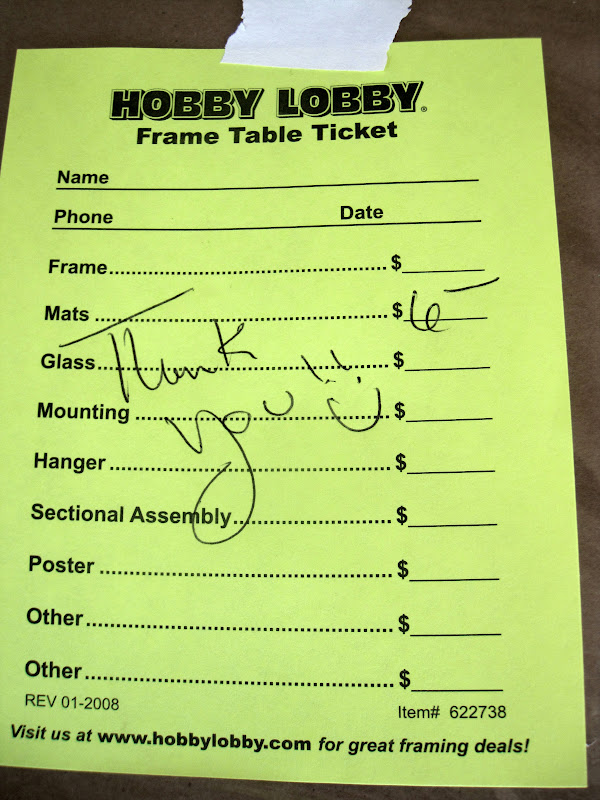 HOBBY LOBBY®
Frame Table Ticket
Name
Phone Date
Frame.......................................................... $
Mats ............................................................ $ 6 —
Glass............................................................ $
Thank
Mounting ..................................................... $
you !! 
Hanger ........................................................ $
Sectional Assembly................................. $
Poster .......................................................... $
Other............................................................ $
Other............................................................ $
REV 01-2008 Item# 622738
Visit us at www.hobbylobby.com for great framing deals!